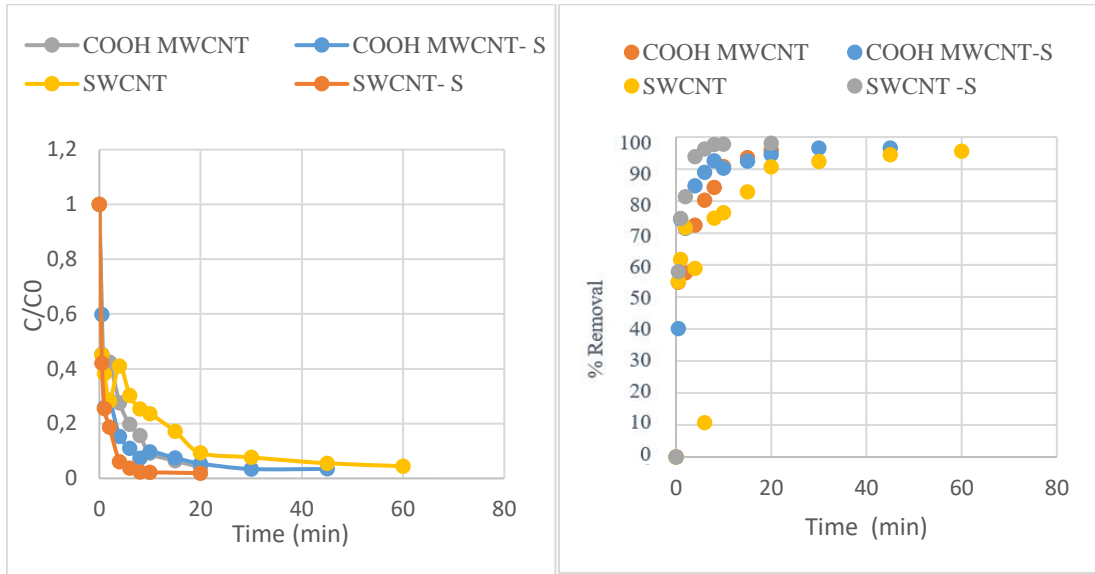 COOH MWCNT COOH MWCNT- S
SWCNT SWCNT- S
C/C0
1,2
1
0,8
0,6
0,4
0,2
0
0 20 40 60 80
Time (min)
COOH MWCNT COOH MWCNT-S
SWCNT SWCNT -S
% Removal
100
90
80
70
60
50
40
30
20
10
0
0 20 40 60 80
Time (min)